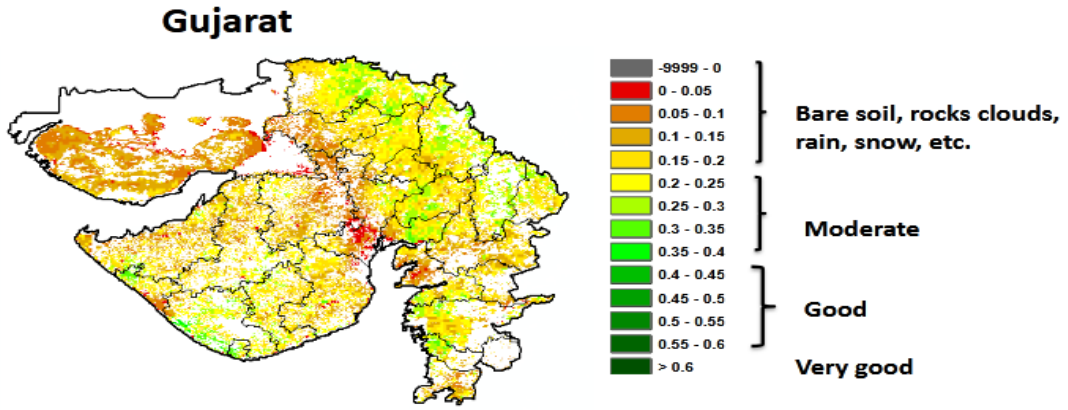 Gujarat
-9999 - 0
0 - 0.05
0.05 - 0.1
0.1 - 0.15
0.15 - 0.2
0.2 - 0.25
0.25 - 0.3
0.3 - 0.35
0.35 - 0.4
0.4 - 0.45
0.45 - 0.5
0.5 - 0.55
0.55 - 0.6
> 0.6
Bare soil, rocks clouds,
rain, snow, etc.
Moderate
Good
Very good